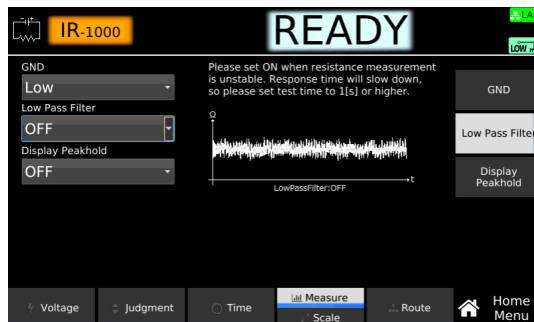 IR-1000
READY
LA
LOW
GND
Low
Low Pass Filter
OFF
Display Peakhold
OFF
Please set ON when resistance measurement
is unstable. Response time will slow down,
so please set test time to 1[s] or higher.
Ω
t
LowPassFilter:OFF
GND
Low Pass Filter
Display
Peakhold
Voltage
Judgment
Time
Measure
Scale
Route
Home
Menu